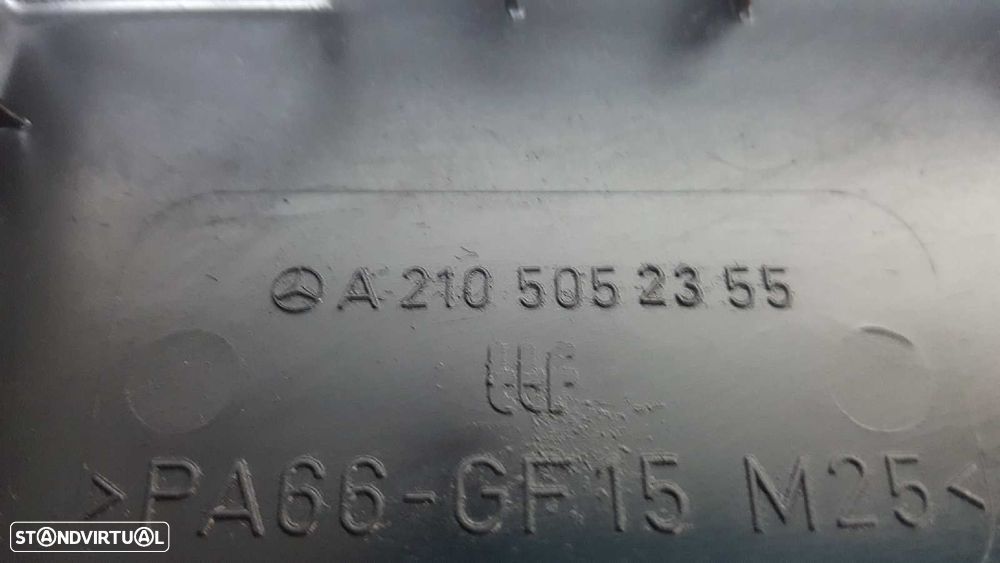 A 210 505 23 55
>PA66-GF15 M25<
STANDVIRTUAL